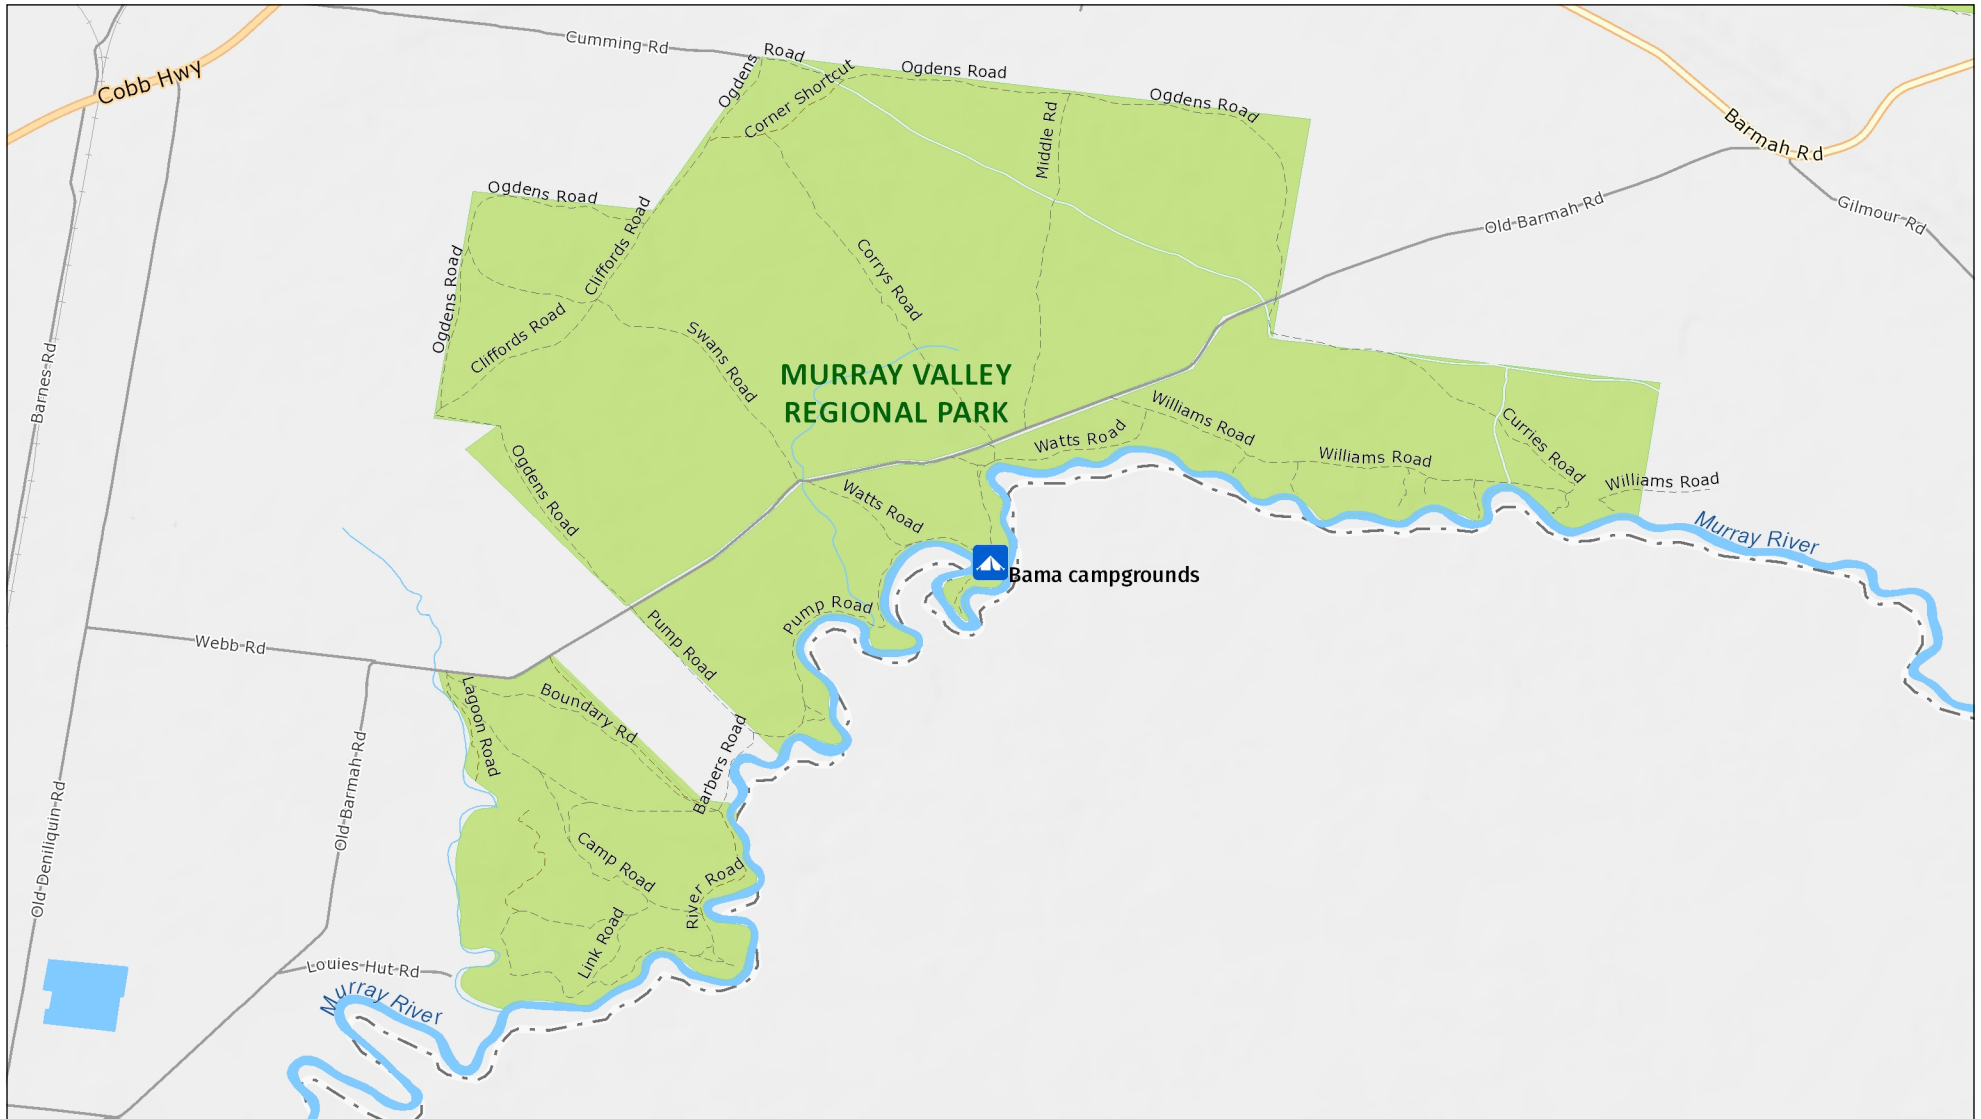 Cumming Rd
Road
Ogdens
Ogdens Road
Corner Shortcut
Ogdens Road
Middle Rd
Cobb Hwy
Barmah Rd
Ogdens Road
Cliffords Road
Old Barmah Rd
Gilmour Rd
Ogdens Road
Corrys Road
Cliffords Road
Swans Road
Barnes Rd
MURRAY VALLEY
REGIONAL PARK
Williams Road
Watts Road
Curries Road
Williams Road
Williams Road
Ogdens Road
Watts Road
Murray River
Bama campgrounds
Pump Road
Pump Road
Webb Rd
Lagoon Road
Boundary Rd
Barbers Road
Old Barmah Rd
Old Deniliquin Rd
Camp Road
River Road
Link Road
Louies Hut Rd
Murray River